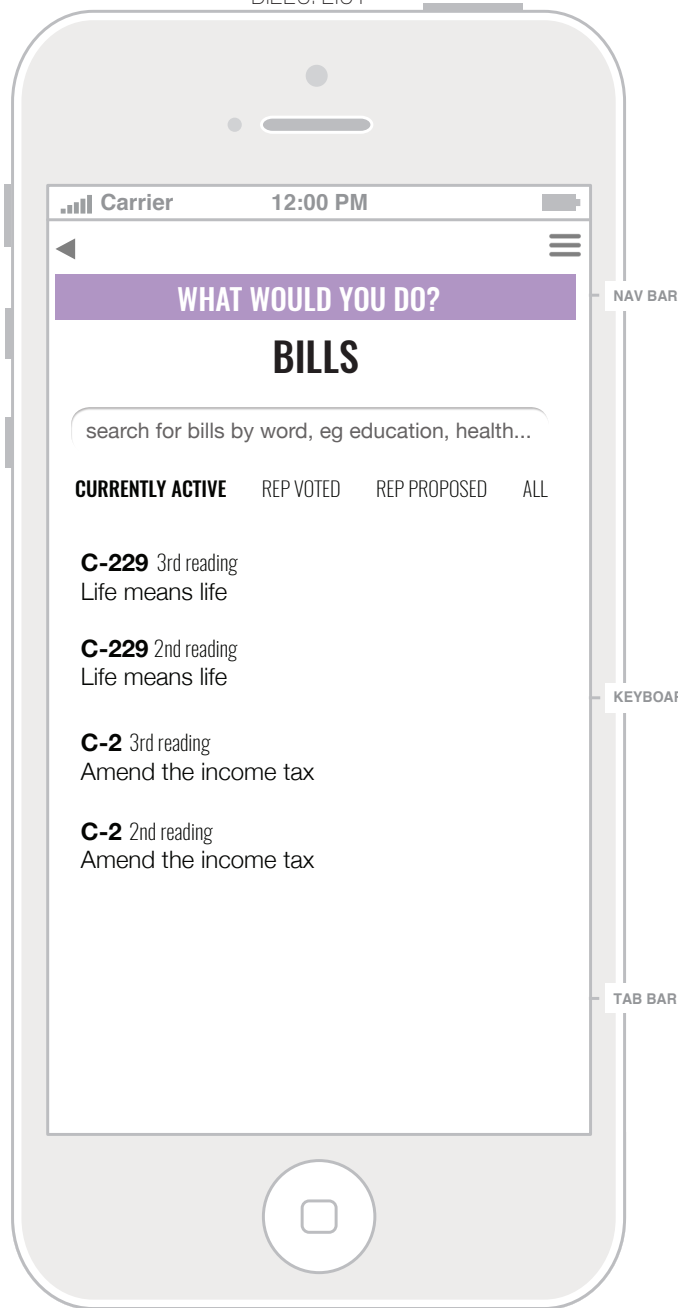 BILLS: LIST
Carrier 12:00 PM
WHAT WOULD YOU DO?
NAV BAR
BILLS
search for bills by word, eg education, health...
CURRENTLY ACTIVE REP VOTED REP PROPOSED ALL
C-229 3rd reading
Life means life
C-229 2nd reading
Life means life
KEYBOAR
C-2 3rd reading
Amend the income tax
C-2 2nd reading
Amend the income tax
TAB BAR